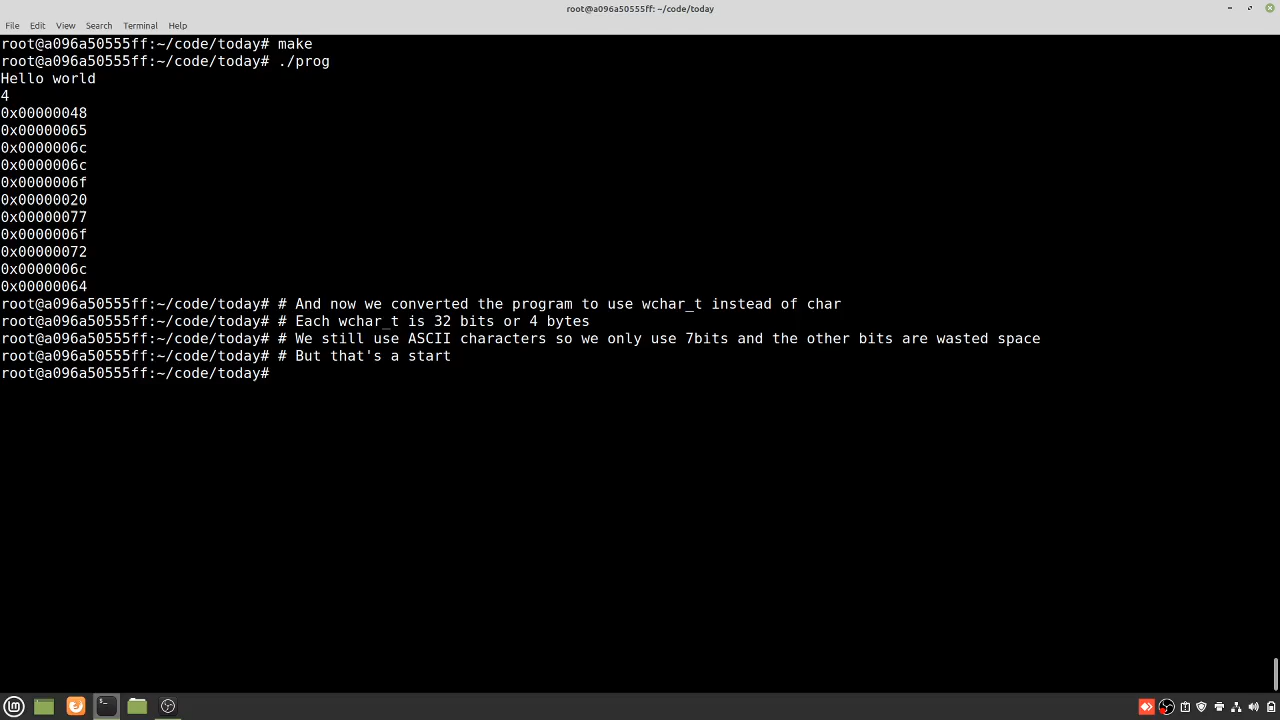 root@a096a50555ff: ~/code/today
File Edit View Search Terminal Help
root@a096a50555ff:~/code/today# make
root@a096a50555ff:~/code/today# ./prog
Hello world
4
0x00000048
0x00000065
0x0000006c
0x0000006c
0x0000006f
0x00000020
0x00000077
0x0000006f
0x00000072
0x0000006c
0x00000064
root@a096a50555ff:~/code/today# # And now we converted the program to use wchar_t instead of char
root@a096a50555ff:~/code/today# # Each wchar_t is 32 bits or 4 bytes
root@a096a50555ff:~/code/today# # We still use ASCII characters so we only use 7bits and the other bits are wasted space
root@a096a50555ff:~/code/today# # But that's a start
root@a096a50555ff:~/code/today#